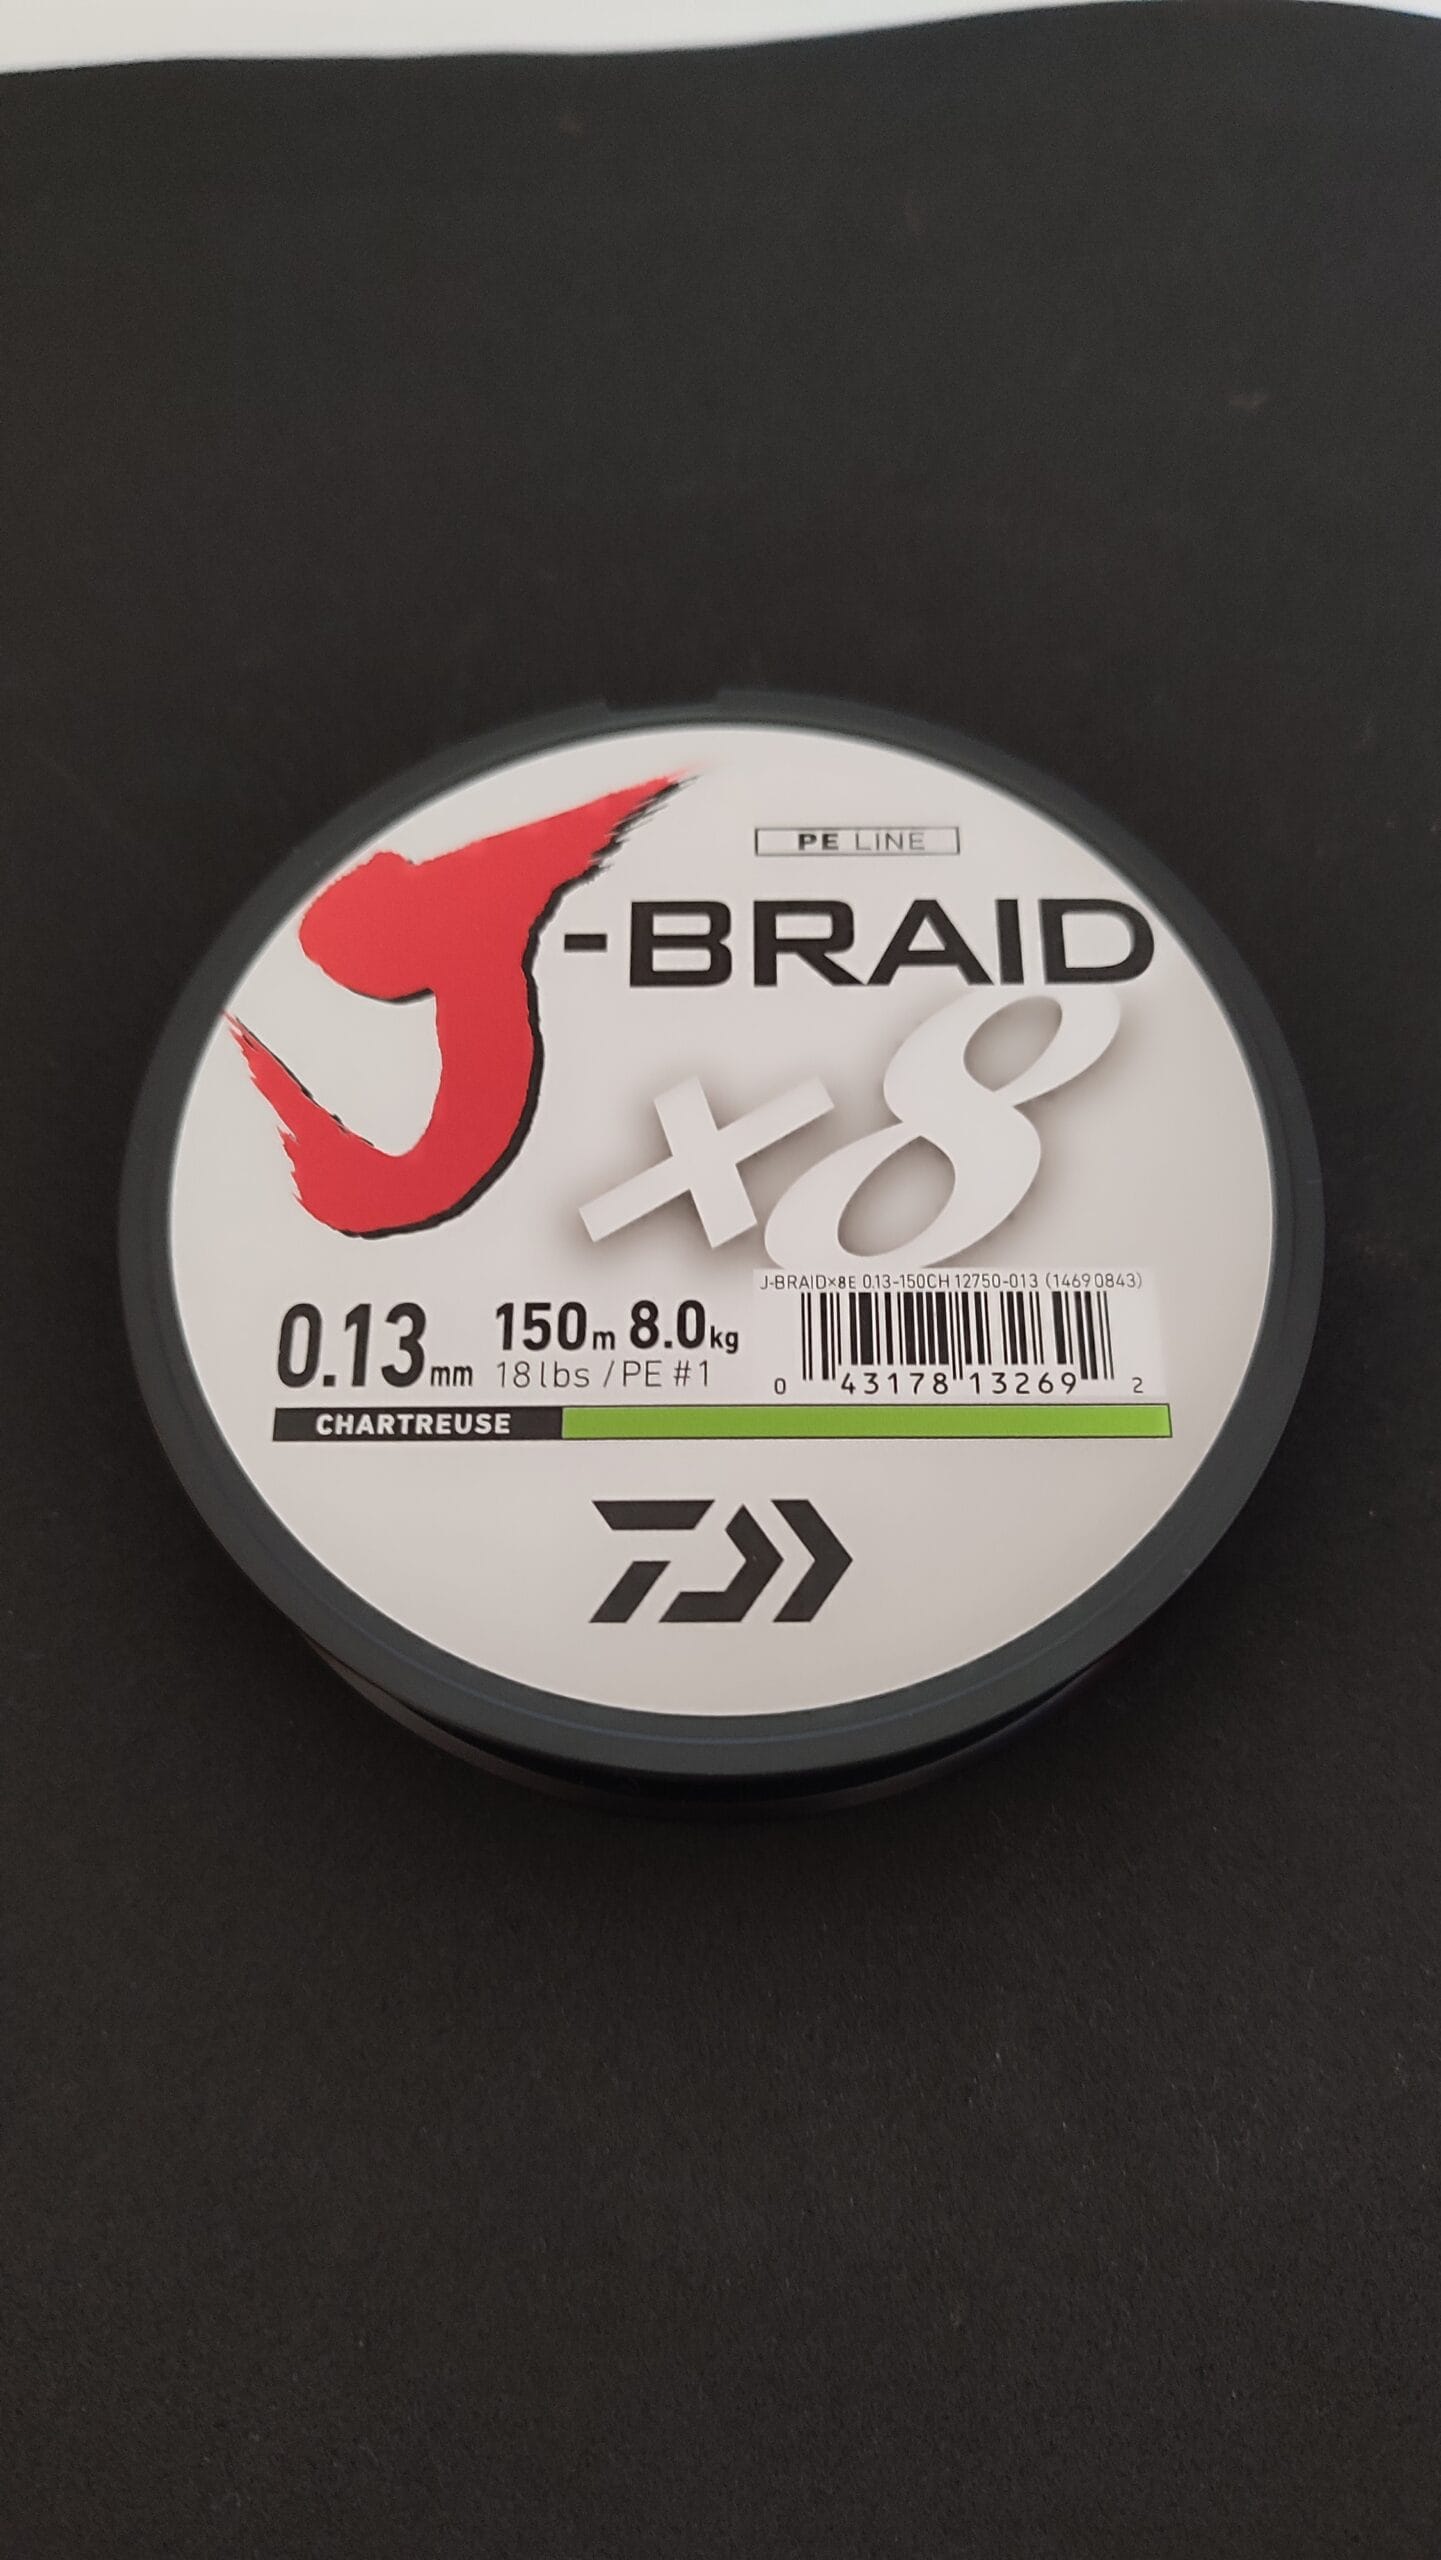 PE LINE
J-BRAID
×8
J-BRAID×8E 0.13-150CH 12750-013 (14690843)
0.13mm 150m 8.0kg
18lbs / PE #1
0 43178 13269 2
CHARTREUSE